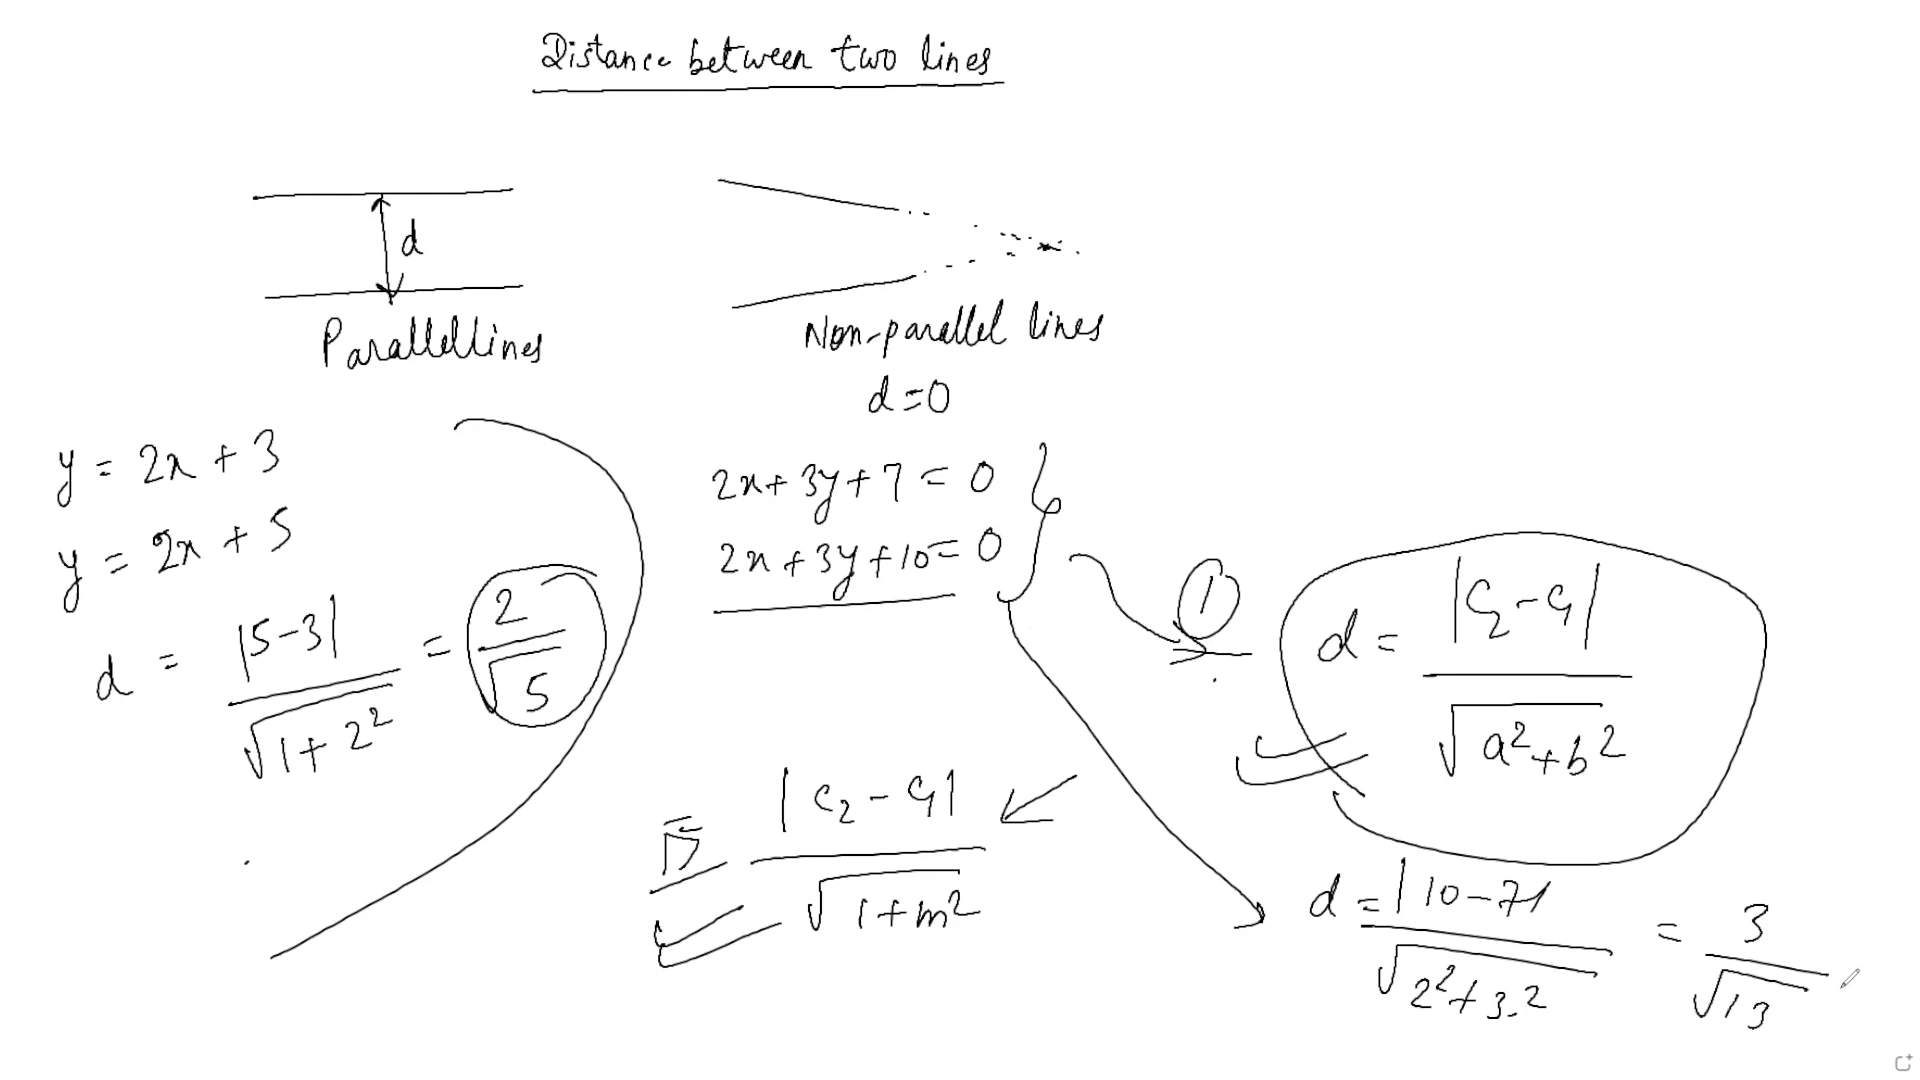 Distance between two lines
d
Parallel lines
Non-parallel lines
d=0
y = 2x + 3
y = 2x + 5
d = |5-3| / √(1+2²) = 2/√5
2x+3y+7=0
2x+3y+10=0
① d = |C₂-C₁| / √(a²+b²)
|C₂-C₁| / √(1+m²)
d = |10-7| / √(2²+3²) = 3/√13